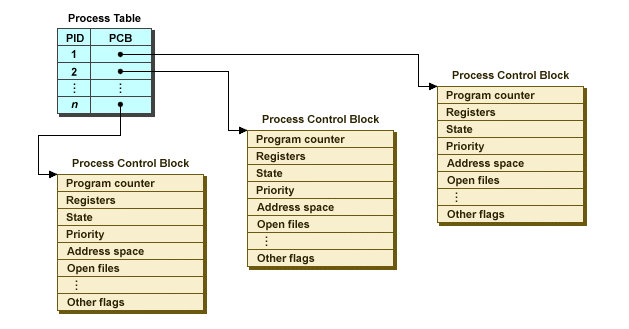 Process Table
PID PCB
1
2
⋮ ⋮
n
Process Control Block
Program counter
Registers
State
Priority
Address space
Open files
⋮
Other flags
Process Control Block
Program counter
Registers
State
Priority
Address space
Open files
⋮
Other flags
Process Control Block
Program counter
Registers
State
Priority
Address space
Open files
⋮
Other flags